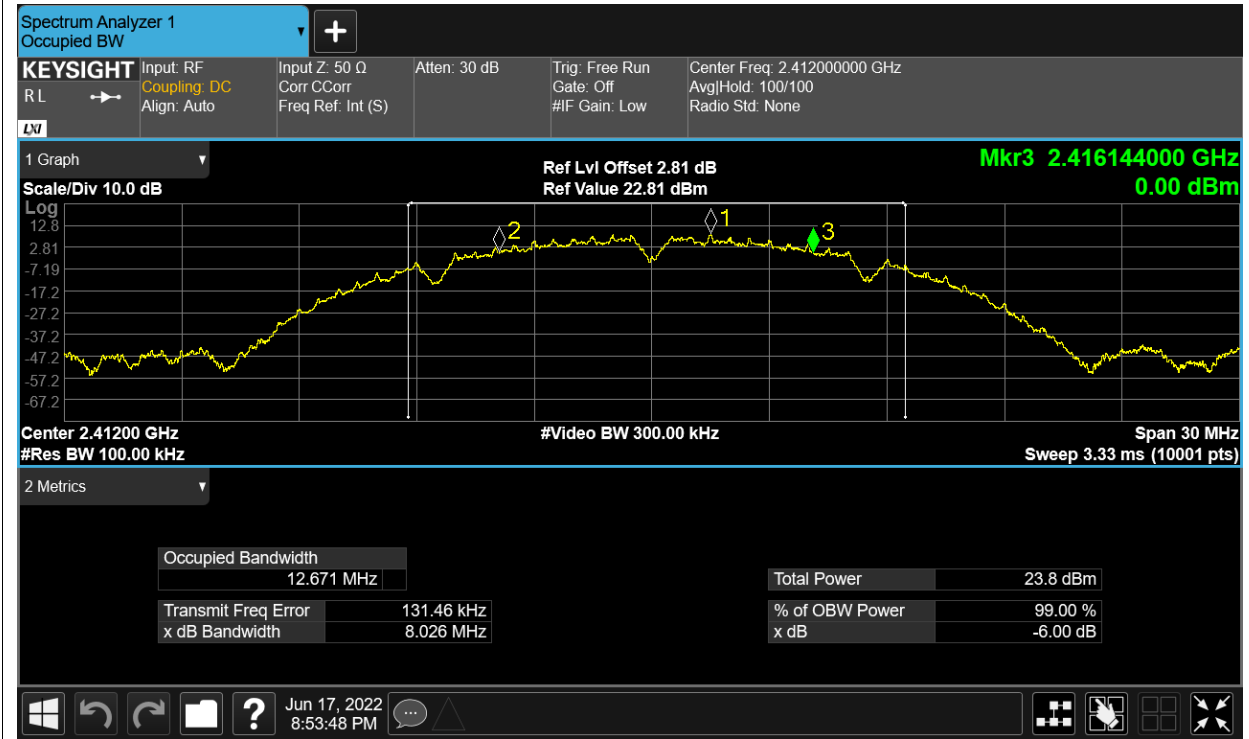 Spectrum Analyzer 1
Occupied BW
+
KEYSIGHT
R L
LXI
Input: RF
Coupling: DC
Align: Auto
Input Z: 50 Ω
Corr CCorr
Freq Ref: Int (S)
Atten: 30 dB
Trig: Free Run
Gate: Off
#IF Gain: Low
Center Freq: 2.412000000 GHz
Avg|Hold: 100/100
Radio Std: None
1 Graph
Scale/Div 10.0 dB
Ref Lvl Offset 2.81 dB
Ref Value 22.81 dBm
Mkr3 2.416144000 GHz
0.00 dBm
Log
12.8
2.81
-7.19
-17.2
-27.2
-37.2
-47.2
-57.2
-67.2
2
1
3
Center 2.41200 GHz
#Res BW 100.00 kHz
#Video BW 300.00 kHz
Span 30 MHz
Sweep 3.33 ms (10001 pts)
2 Metrics
Occupied Bandwidth
12.671 MHz
Transmit Freq Error 131.46 kHz
x dB Bandwidth 8.026 MHz
Total Power 23.8 dBm
% of OBW Power 99.00 %
x dB -6.00 dB
?
Jun 17, 2022
8:53:48 PM